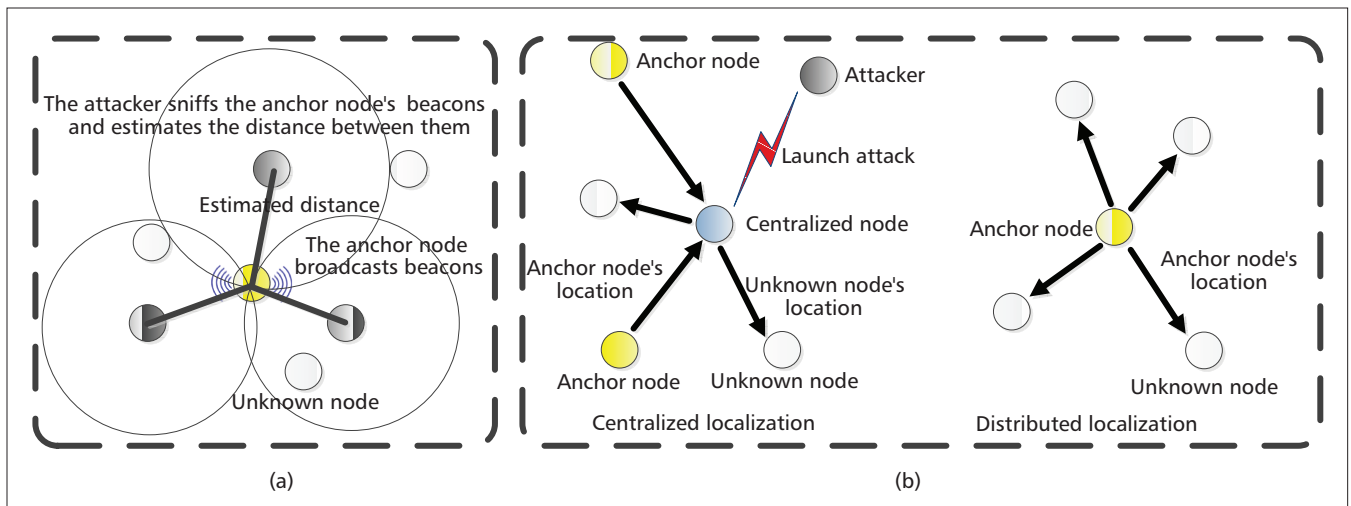 The attacker sniffs the anchor node's beacons
and estimates the distance between them
Estimated distance
The anchor node
broadcasts beacons
Unknown node
(a)
Anchor node
Attacker
Launch attack
Centralized node
Anchor node's
location
Unknown node's
location
Anchor node
Unknown node
Centralized localization
Anchor node
Anchor node's
location
Unknown node
Distributed localization
(b)